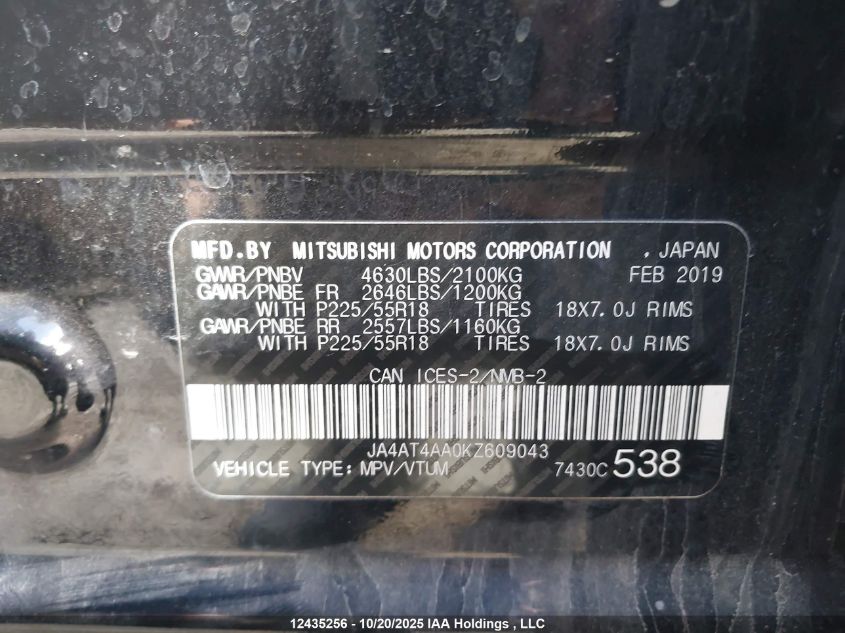 MFD.BY MITSUBISHI MOTORS CORPORATION . JAPAN
GVWR/PNBV 4630LBS/2100KG FEB 2019
GAWR/PNBE FR 2646LBS/1200KG
WITH P225/55R18 TIRES 18X7.0J RIMS
GAWR/PNBE RR 2557LBS/1160KG
WITH P225/55R18 TIRES 18X7.0J RIMS
CAN ICES-2/NMB-2
JA4AT4AA0KZ609043
VEHICLE TYPE: MPV/VTUM 7430C 538
12435256 - 10/20/2025 IAA Holdings , LLC